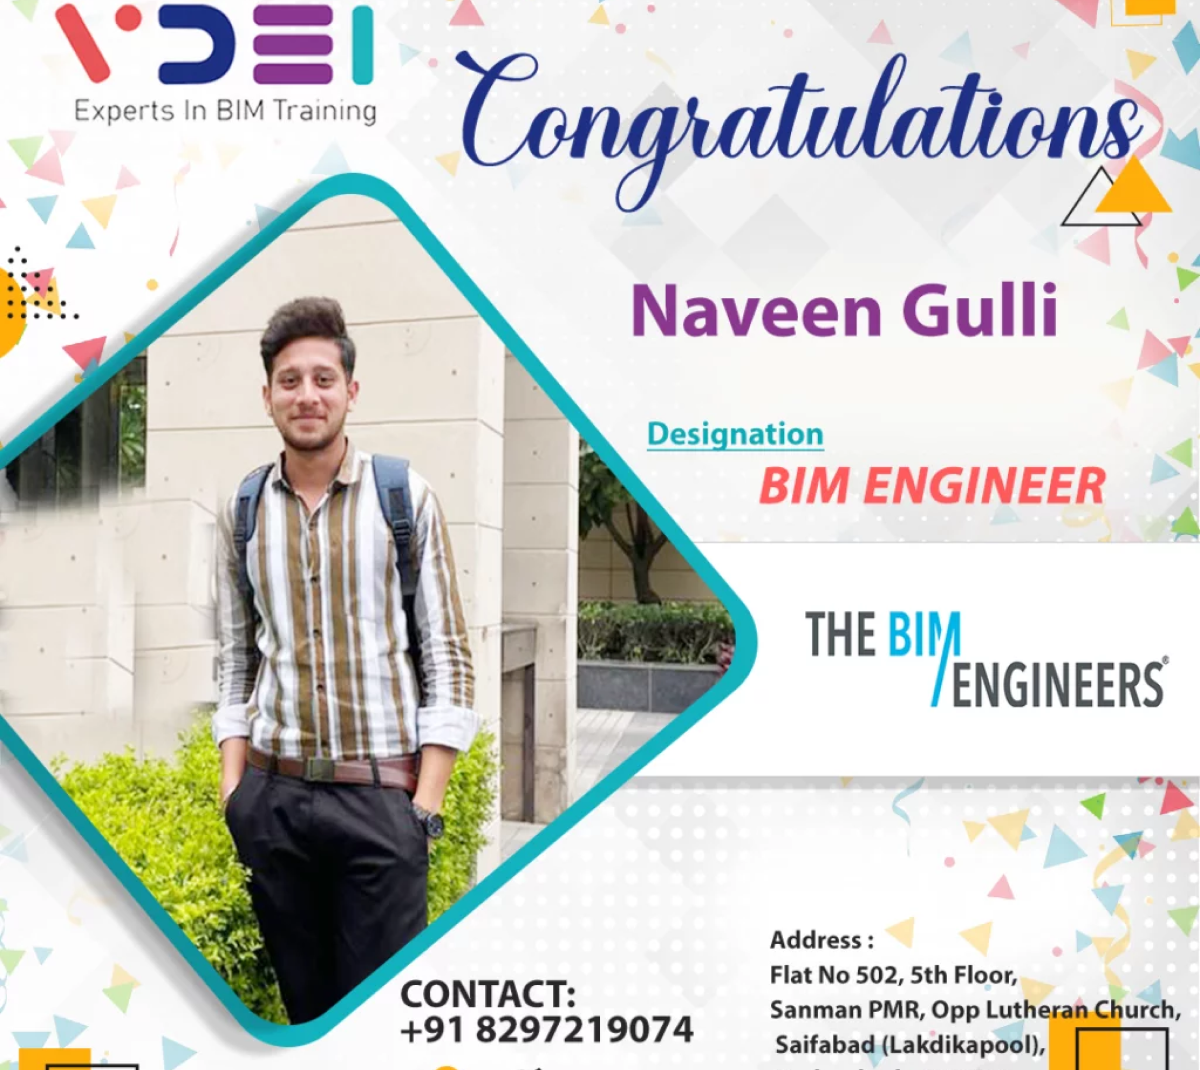 VDEI
Experts In BIM Training
Congratulations
Naveen Gulli
Designation
BIM ENGINEER
THE BIM
ENGINEERS®
CONTACT:
+91 8297219074
Address :
Flat No 502, 5th Floor,
Sanman PMR, Opp Lutheran Church,
Saifabad (Lakdikapool),